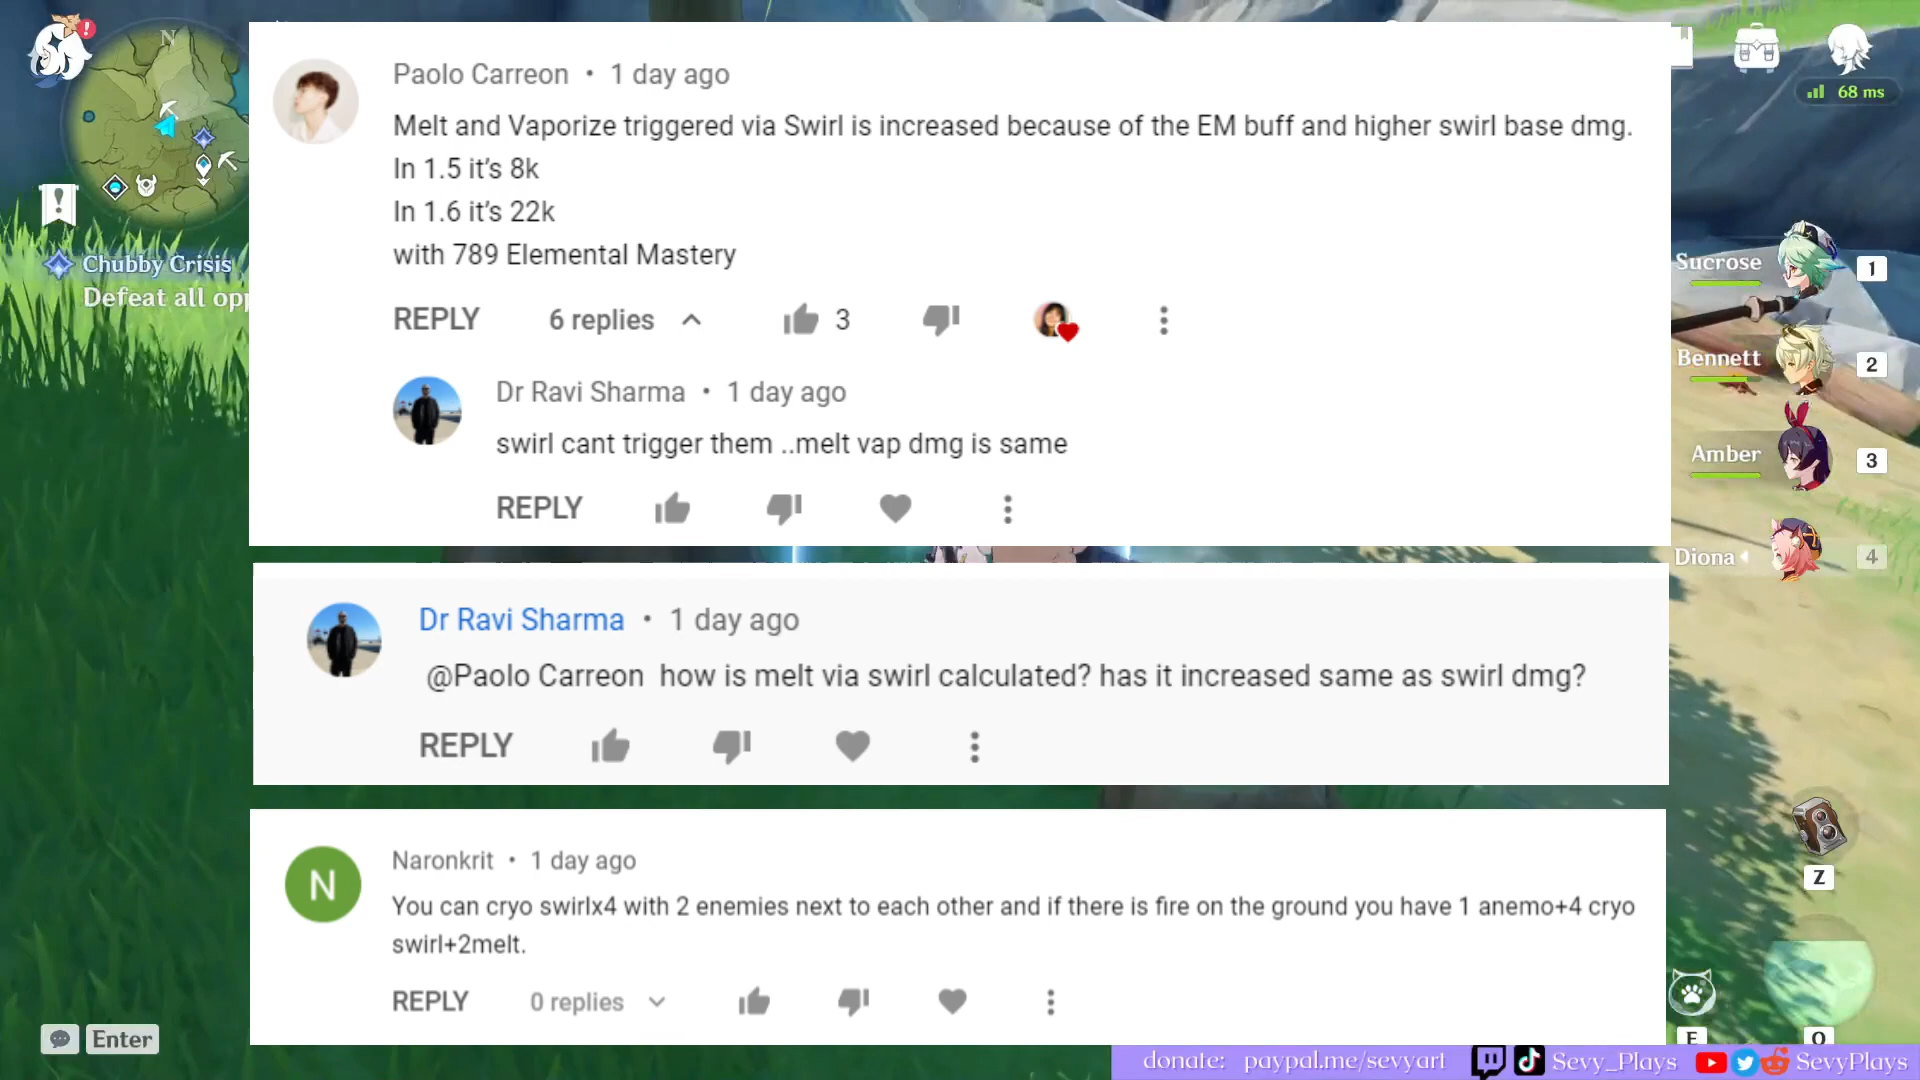 N
68 ms
Chubby Crisis
Defeat all opp
Paolo Carreon • 1 day ago
Melt and Vaporize triggered via Swirl is increased because of the EM buff and higher swirl base dmg.
In 1.5 it's 8k
In 1.6 it's 22k
with 789 Elemental Mastery
REPLY 6 replies 3
Dr Ravi Sharma • 1 day ago
swirl cant trigger them ..melt vap dmg is same
REPLY
Sucrose 1
Bennett 2
Amber 3
Diona 4
Dr Ravi Sharma • 1 day ago
@Paolo Carreon how is melt via swirl calculated? has it increased same as swirl dmg?
REPLY
N
Naronkrit • 1 day ago
You can cryo swirlx4 with 2 enemies next to each other and if there is fire on the ground you have 1 anemo+4 cryo
swirl+2melt.
REPLY 0 replies
Z
E
Q
Enter
donate: paypal.me/sevyart Sevy_Plays SevyPlays